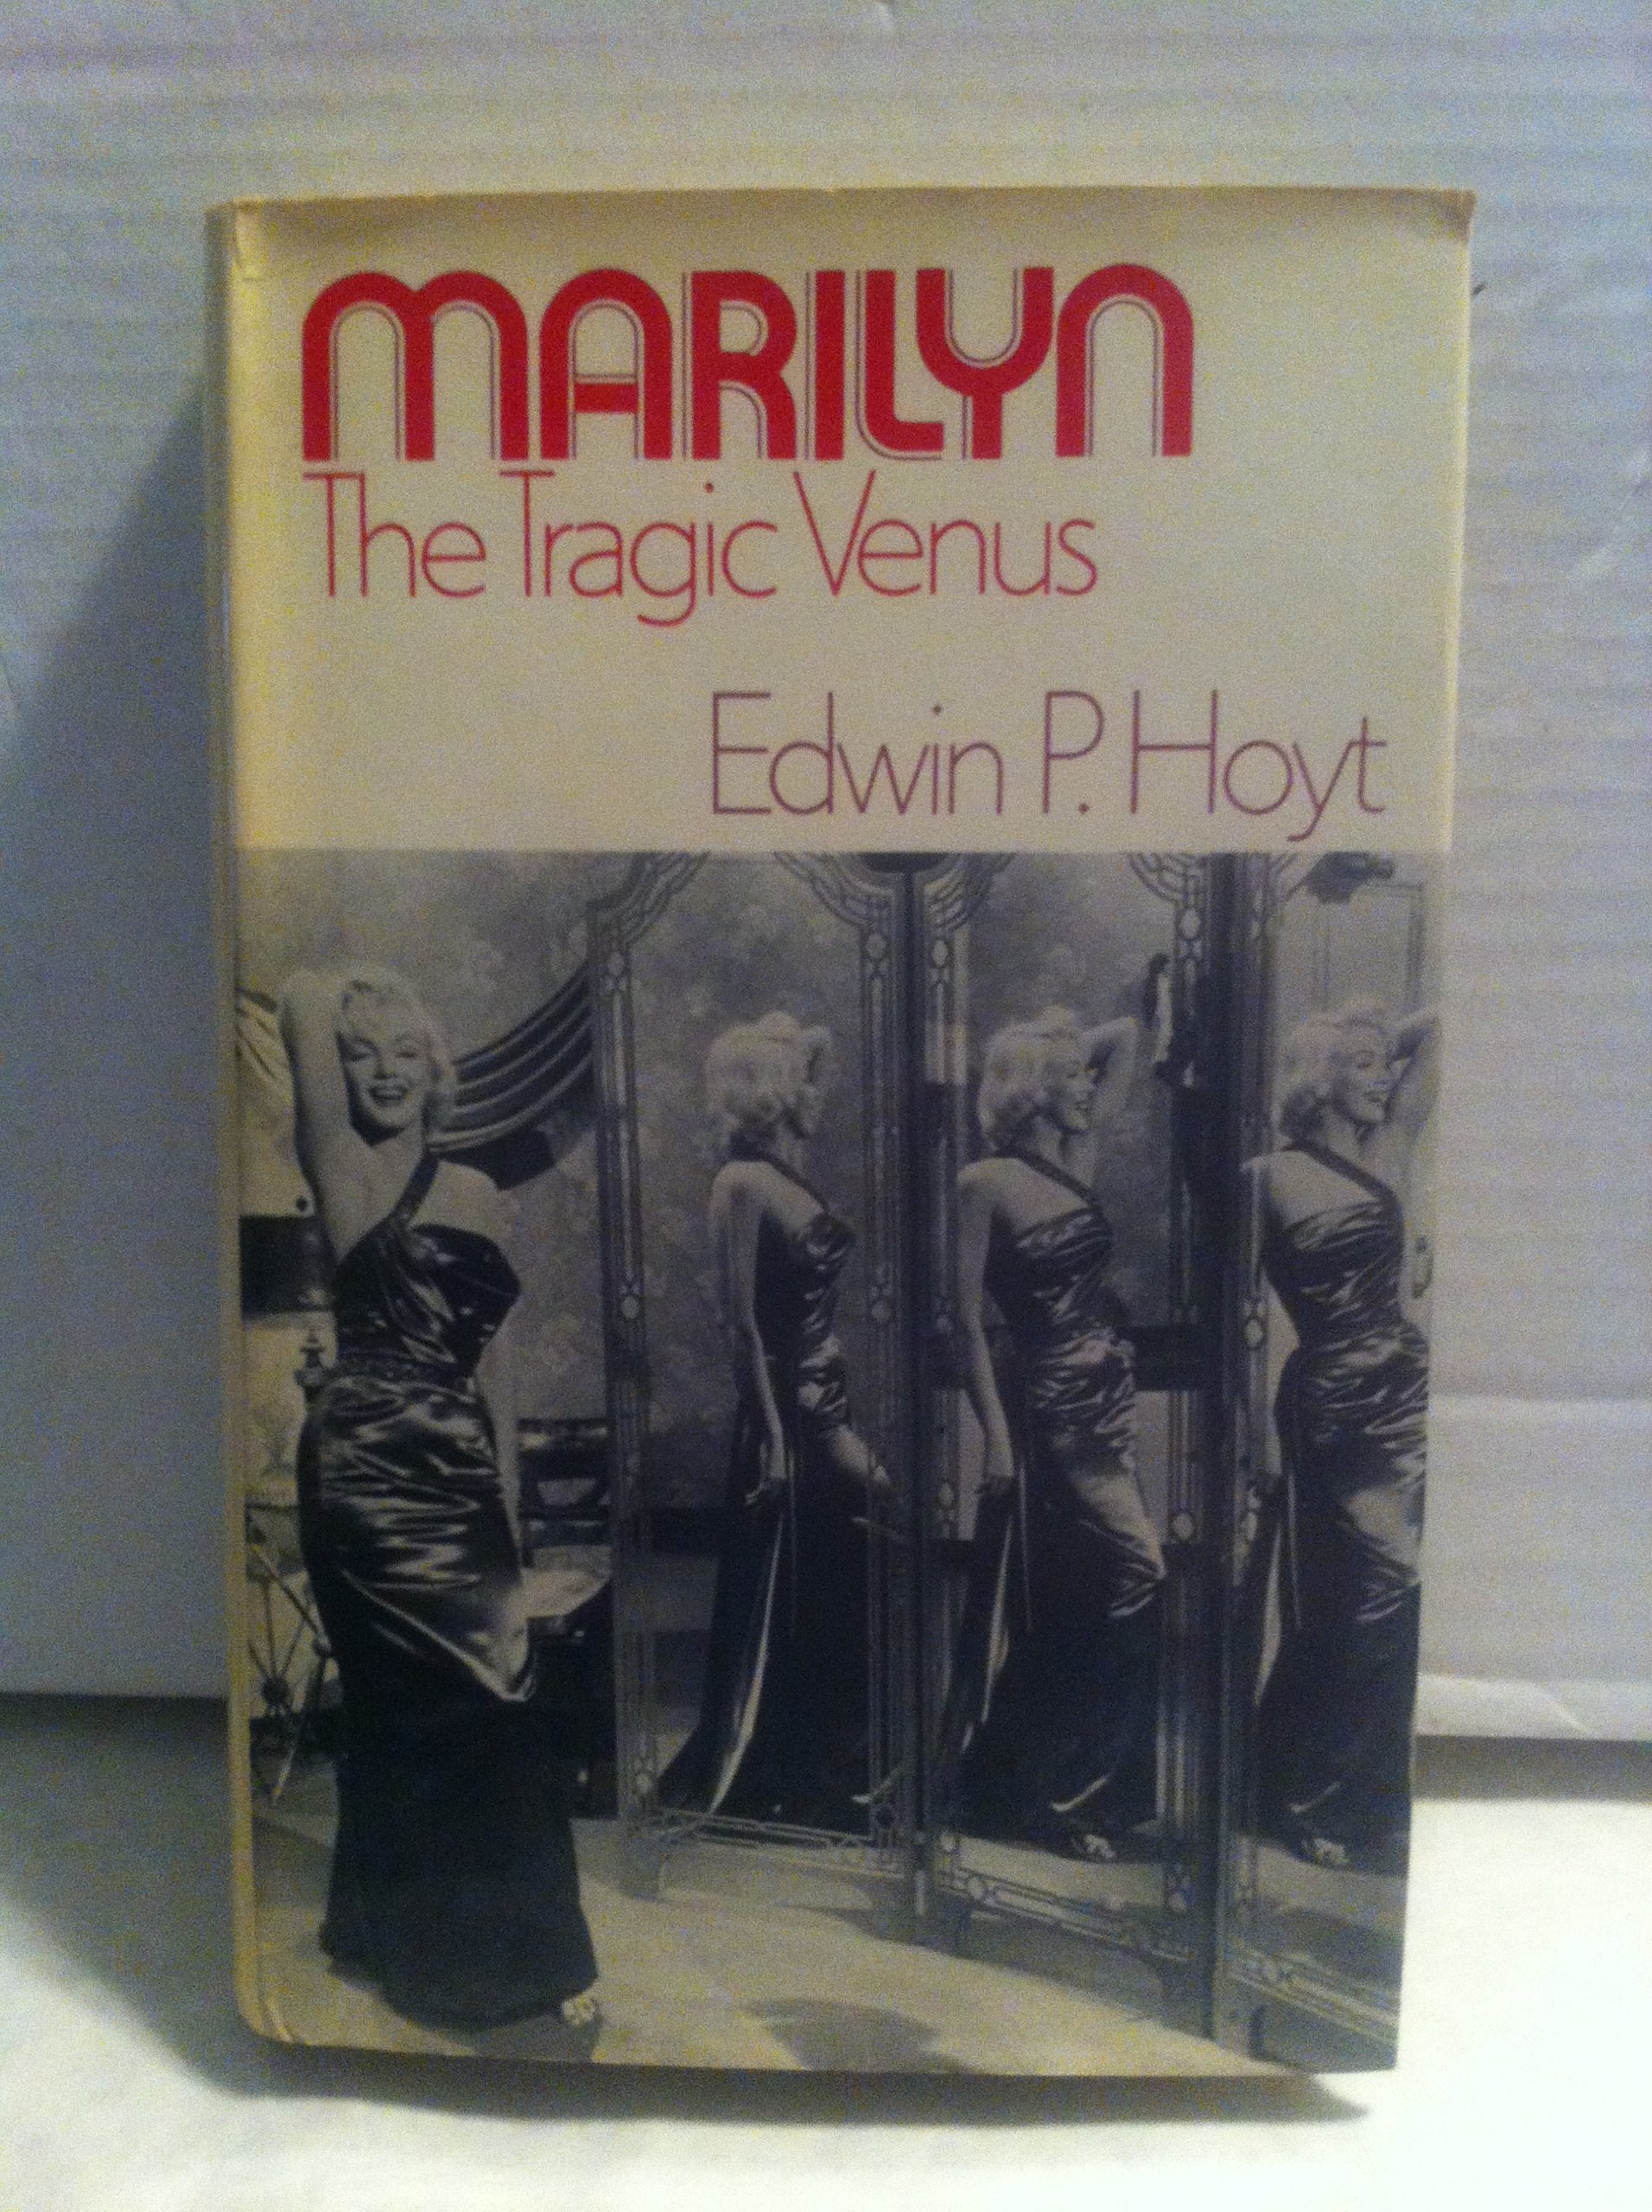 MARILYN
The Tragic Venus
Edwin P. Hoyt